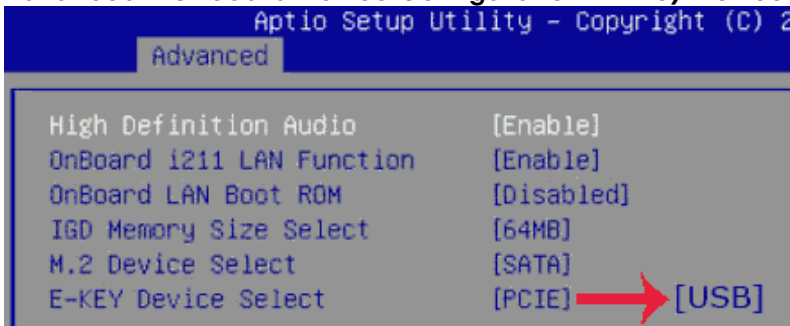 Aptio Setup Utility – Copyright (C) 2
Advanced
High Definition Audio [Enable]
OnBoard i211 LAN Function [Enable]
OnBoard LAN Boot ROM [Disabled]
IGD Memory Size Select [64MB]
M.2 Device Select [SATA]
E-KEY Device Select [PCIE] [USB]